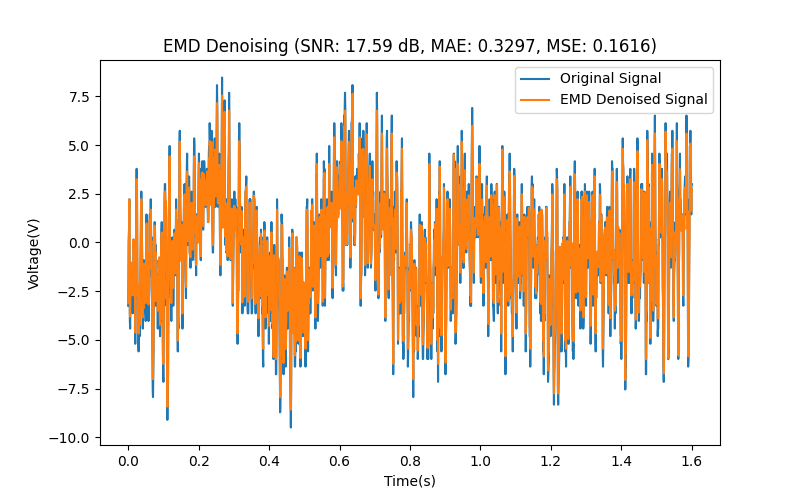 EMD Denoising (SNR: 17.59 dB, MAE: 0.3297, MSE: 0.1616)
Original Signal
EMD Denoised Signal
Voltage(V)
7.5
5.0
2.5
0.0
−2.5
−5.0
−7.5
−10.0
0.0 0.2 0.4 0.6 0.8 1.0 1.2 1.4 1.6
Time(s)